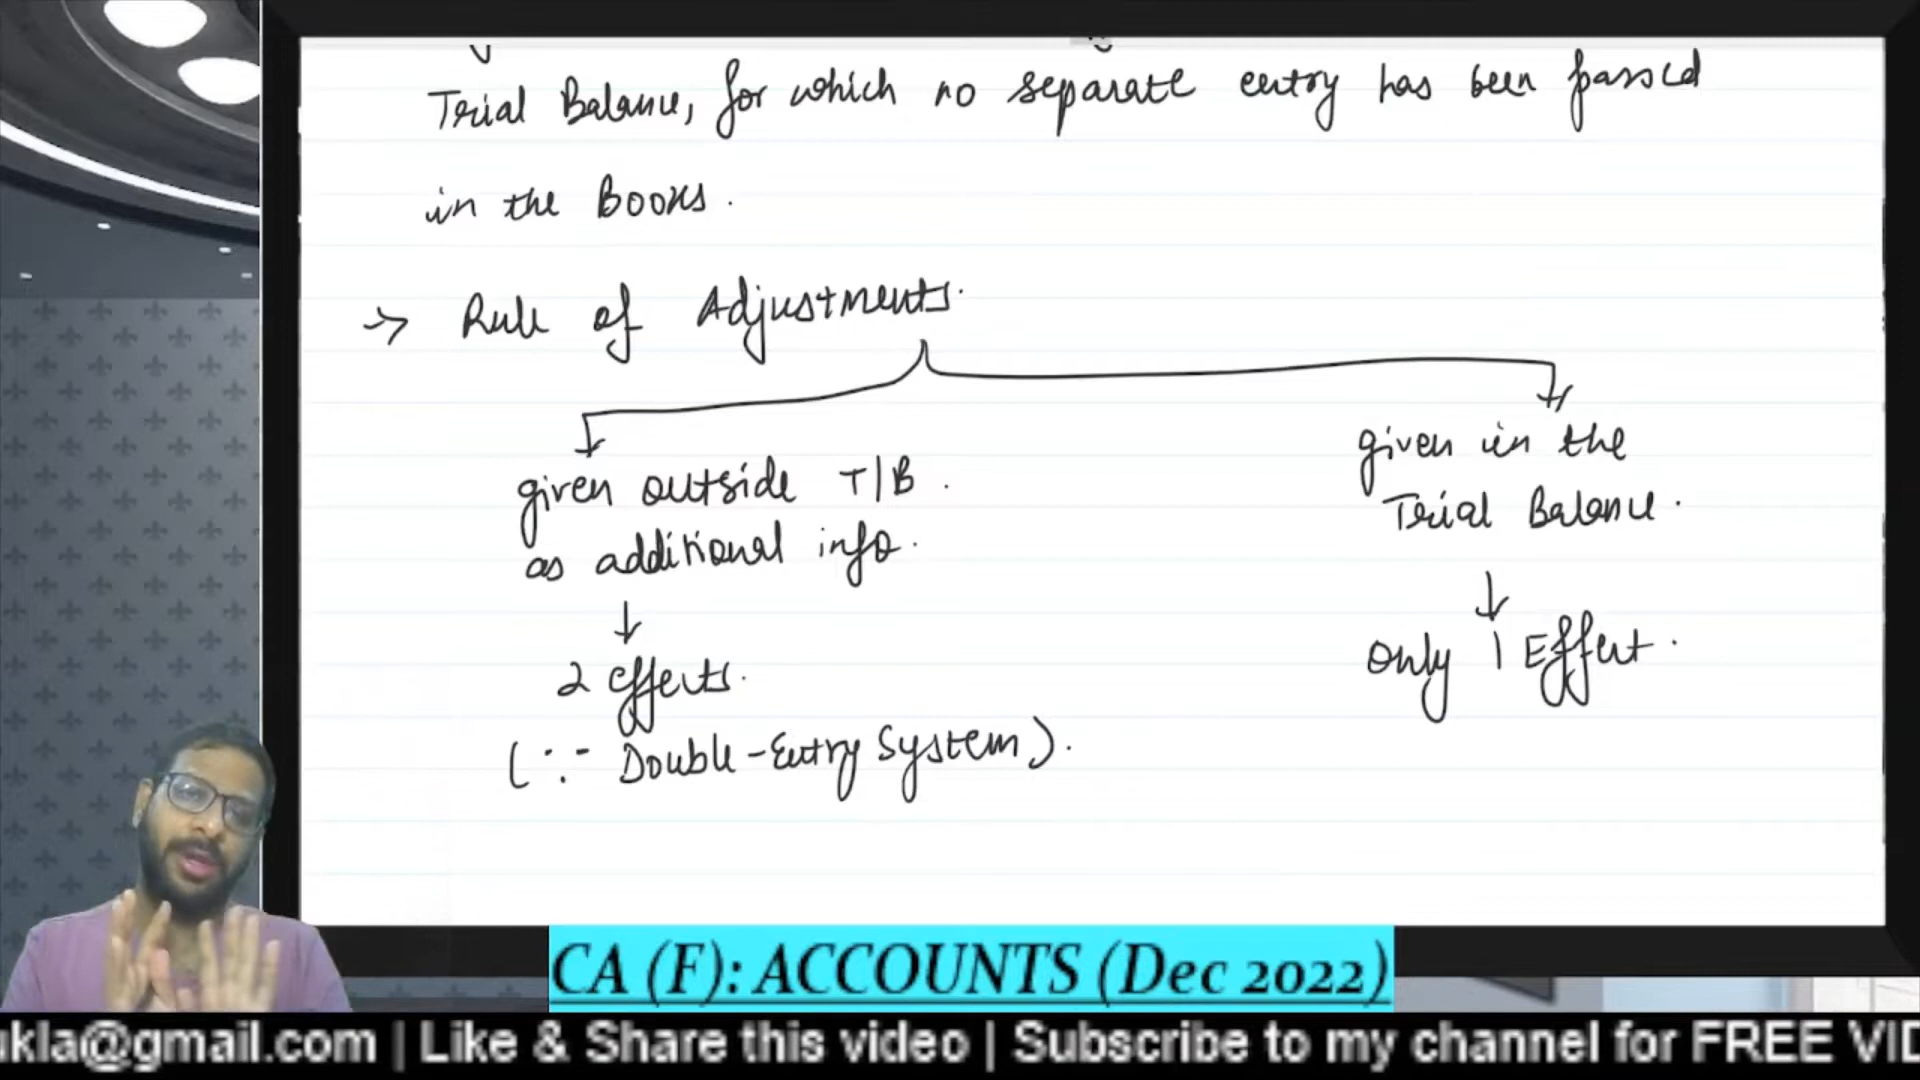 Trial Balance, for which no separate entry has been passed
in the Books.
→ Rule of Adjustments.
given outside T/B.
as additional info.
↓
2 effects.
(∵ Double-Entry System).
given in the
Trial Balance.
↓
Only 1 Effect.
CA (F): ACCOUNTS (Dec 2022)
ukla@gmail.com | Like & Share this video | Subscribe to my channel for FREE VID